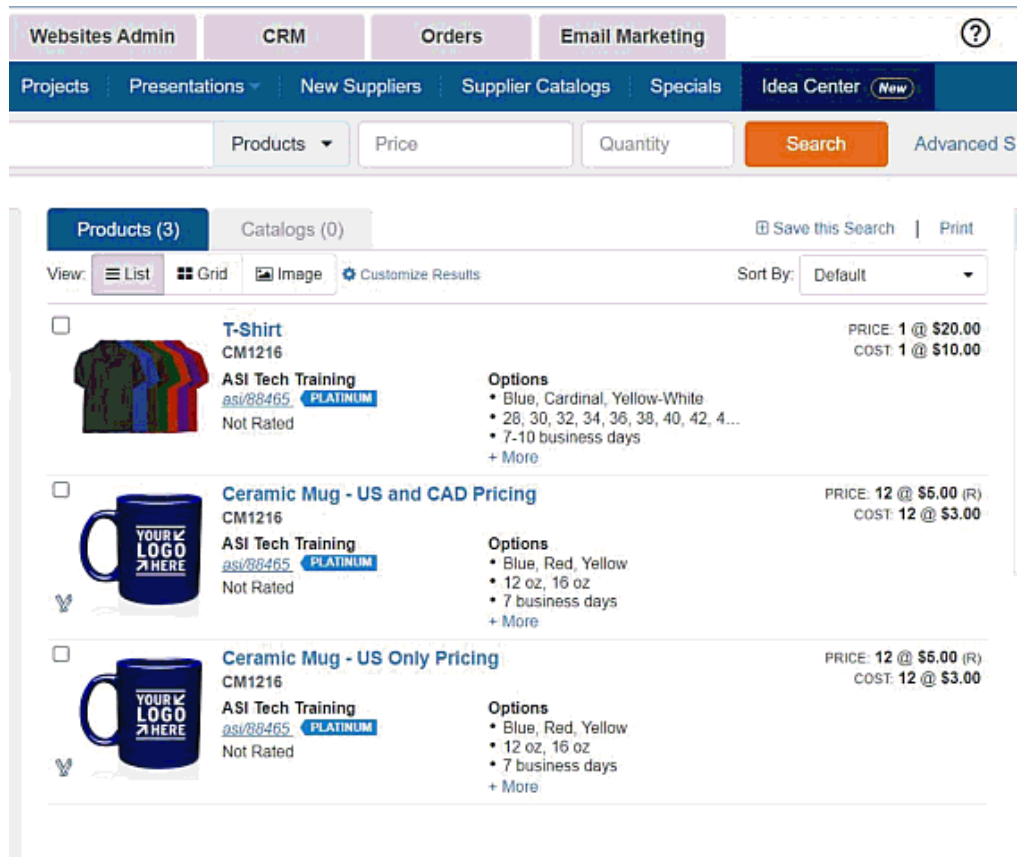 Websites Admin CRM Orders Email Marketing
Projects Presentations New Suppliers Supplier Catalogs Specials Idea Center New
Products Price Quantity Search Advanced S
Products (3) Catalogs (0) Save this Search | Print
View: List Grid Image Customize Results Sort By: Default
T-Shirt PRICE: 1 @ $20.00
CM1216 COST: 1 @ $10.00
ASI Tech Training Options
asi/88465 PLATINUM • Blue, Cardinal, Yellow-White
Not Rated • 28, 30, 32, 34, 36, 38, 40, 42, 4...
• 7-10 business days
+ More
Ceramic Mug - US and CAD Pricing PRICE: 12 @ $5.00 (R)
CM1216 COST: 12 @ $3.00
YOUR LOGO HERE
ASI Tech Training Options
asi/88465 PLATINUM • Blue, Red, Yellow
Not Rated • 12 oz, 16 oz
• 7 business days
+ More
Ceramic Mug - US Only Pricing PRICE: 12 @ $5.00 (R)
CM1216 COST: 12 @ $3.00
YOUR LOGO HERE
ASI Tech Training Options
asi/88465 PLATINUM • Blue, Red, Yellow
Not Rated • 12 oz, 16 oz
• 7 business days
+ More